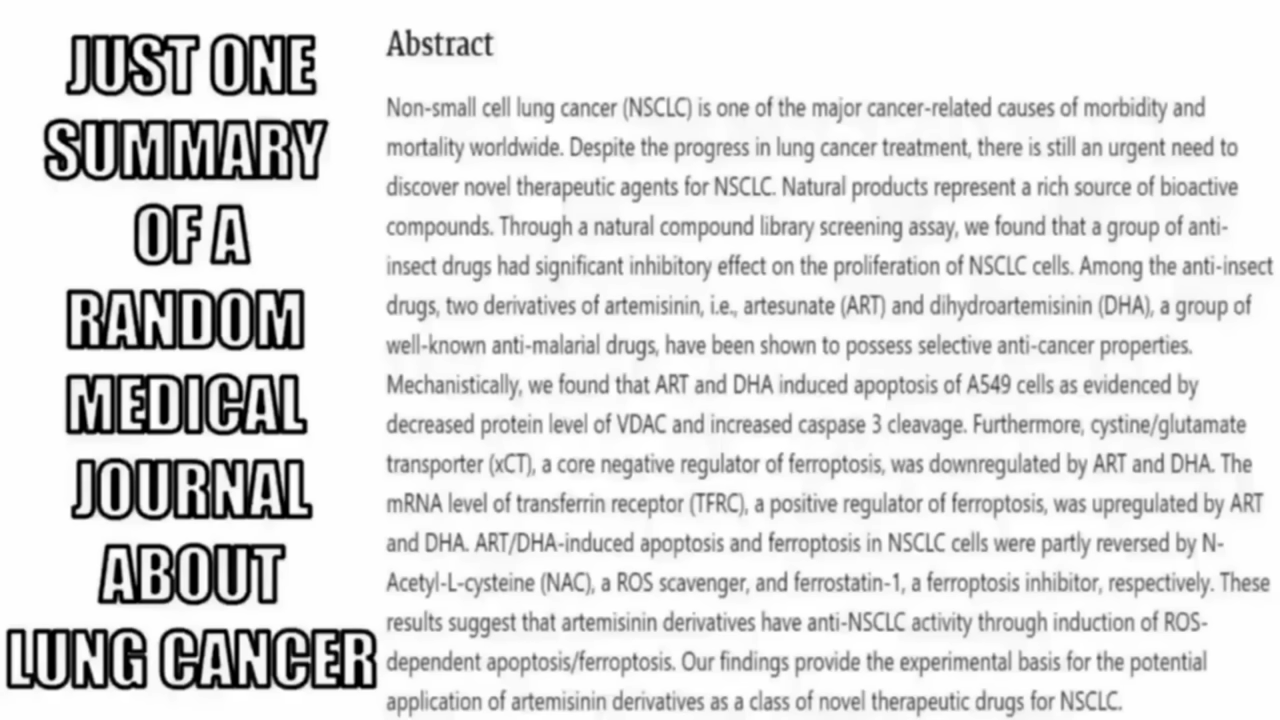 JUST ONE
SUMMARY
OF A
RANDOM
MEDICAL
JOURNAL
ABOUT
LUNG CANCER
Abstract
Non-small cell lung cancer (NSCLC) is one of the major cancer-related causes of morbidity and
mortality worldwide. Despite the progress in lung cancer treatment, there is still an urgent need to
discover novel therapeutic agents for NSCLC. Natural products represent a rich source of bioactive
compounds. Through a natural compound library screening assay, we found that a group of anti-
insect drugs had significant inhibitory effect on the proliferation of NSCLC cells. Among the anti-insect
drugs, two derivatives of artemisinin, i.e., artesunate (ART) and dihydroartemisinin (DHA), a group of
well-known anti-malarial drugs, have been shown to possess selective anti-cancer properties.
Mechanistically, we found that ART and DHA induced apoptosis of A549 cells as evidenced by
decreased protein level of VDAC and increased caspase 3 cleavage. Furthermore, cystine/glutamate
transporter (xCT), a core negative regulator of ferroptosis, was downregulated by ART and DHA. The
mRNA level of transferrin receptor (TFRC), a positive regulator of ferroptosis, was upregulated by ART
and DHA. ART/DHA-induced apoptosis and ferroptosis in NSCLC cells were partly reversed by N-
Acetyl-L-cysteine (NAC), a ROS scavenger, and ferrostatin-1, a ferroptosis inhibitor, respectively. These
results suggest that artemisinin derivatives have anti-NSCLC activity through induction of ROS-
dependent apoptosis/ferroptosis. Our findings provide the experimental basis for the potential
application of artemisinin derivatives as a class of novel therapeutic drugs for NSCLC.